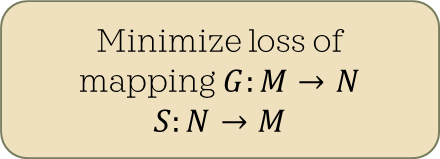 Minimize loss of
mapping G: M → N
S: N → M